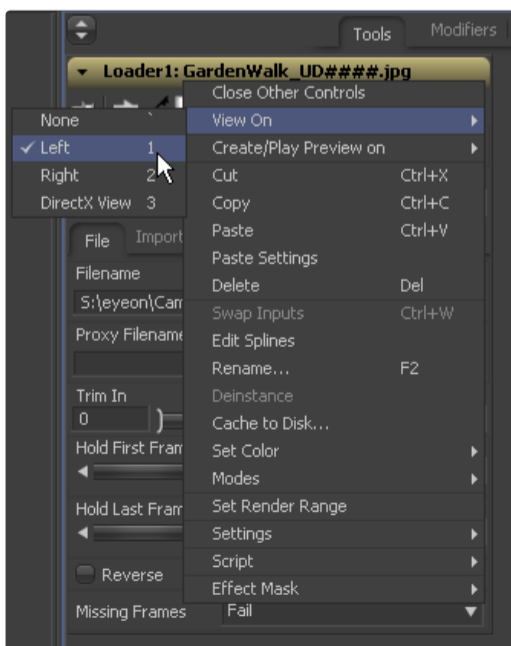 Tools Modifiers
Loader1: GardenWalk_UD####.jpg
Close Other Controls
None `
View On
Left 1
Create/Play Preview on
Right 2
Cut Ctrl+X
DirectX View 3
Copy Ctrl+C
File Import
Paste Ctrl+V
Paste Settings
Filename
Delete Del
S:\eyeon\Cam
Swap Inputs Ctrl+W
Proxy Filename
Edit Splines
Rename... F2
Trim In
Deinstance
0
Cache to Disk...
Hold First Fram
Set Color
Modes
Hold Last Fram
Set Render Range
Settings
Script
Reverse
Effect Mask
Missing Frames Fail